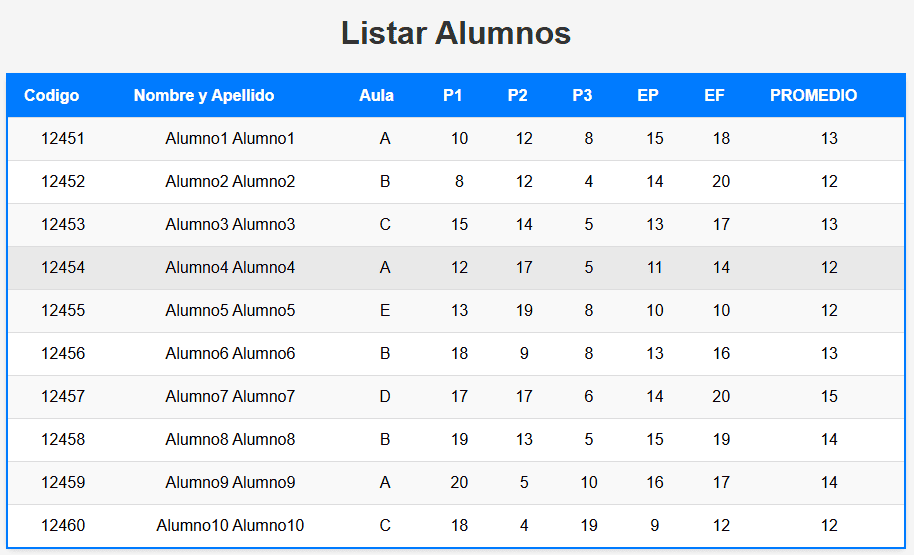 Listar Alumnos
Codigo Nombre y Apellido Aula P1 P2 P3 EP EF PROMEDIO
12451 Alumno1 Alumno1 A 10 12 8 15 18 13
12452 Alumno2 Alumno2 B 8 12 4 14 20 12
12453 Alumno3 Alumno3 C 15 14 5 13 17 13
12454 Alumno4 Alumno4 A 12 17 5 11 14 12
12455 Alumno5 Alumno5 E 13 19 8 10 10 12
12456 Alumno6 Alumno6 B 18 9 8 13 16 13
12457 Alumno7 Alumno7 D 17 17 6 14 20 15
12458 Alumno8 Alumno8 B 19 13 5 15 19 14
12459 Alumno9 Alumno9 A 20 5 10 16 17 14
12460 Alumno10 Alumno10 C 18 4 19 9 12 12